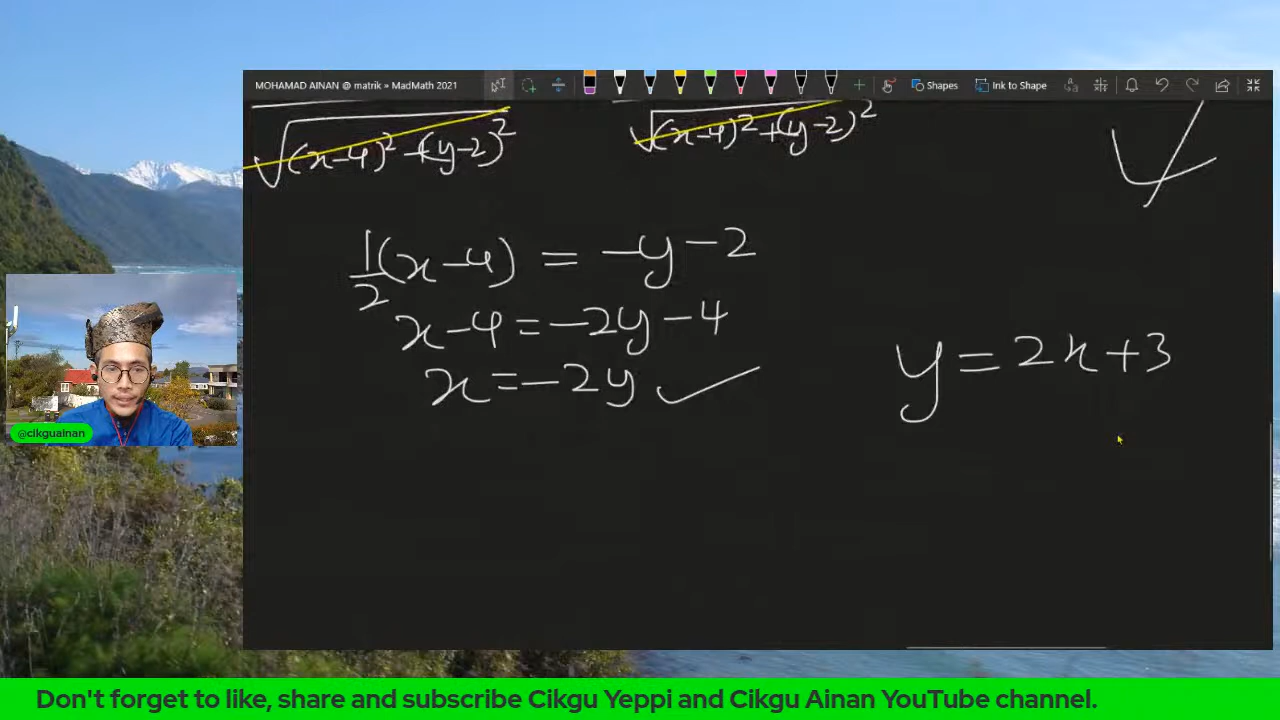 MOHAMAD AINAN @ matrik » MadMath 2021
Shapes
Ink to Shape
√(x-4)²+(y-2)²
√(x-4)²+(y-2)²
1/2(x-4) = -y-2
x-4=-2y-4
x=-2y ✓
y=2x+3
@cikguainan
Don't forget to like, share and subscribe Cikgu Yeppi and Cikgu Ainan YouTube channel.